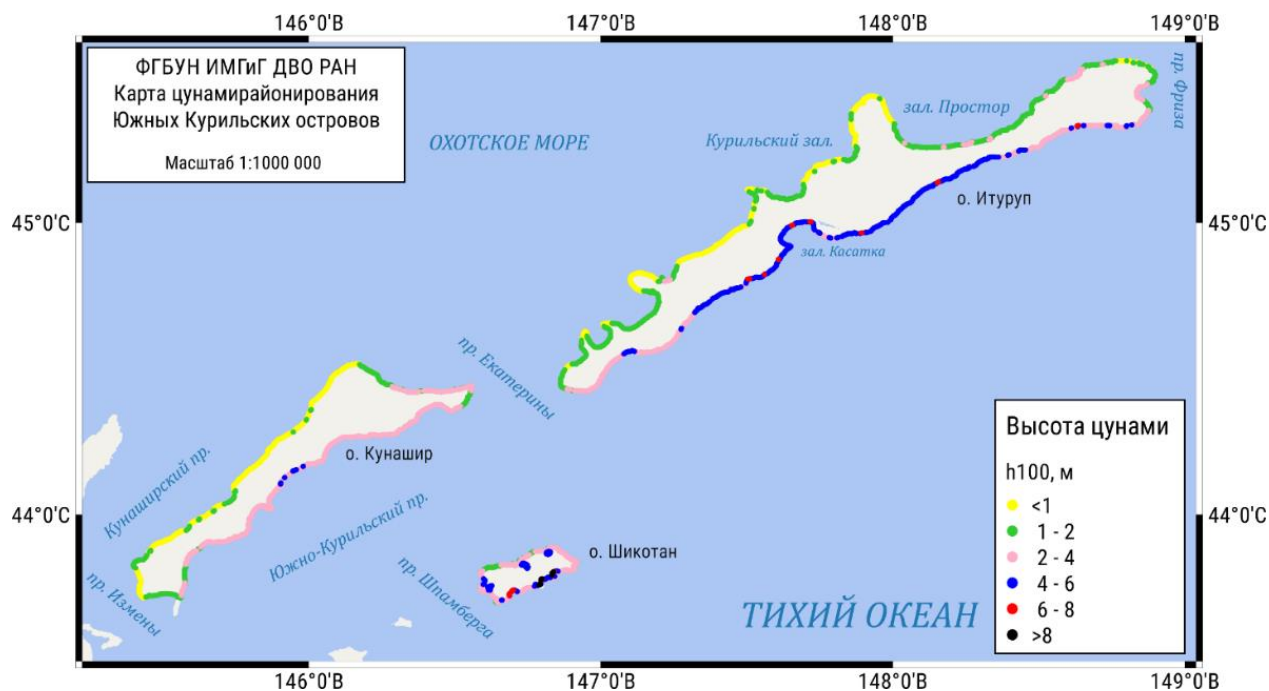 146°0'В 147°0'В 148°0'В 149°0'В
ФГБУН ИМГиГ ДВО РАН
Карта цунамирайонирования
Южных Курильских островов
Масштаб 1:1000 000
ОХОТСКОЕ МОРЕ
Курильский зал.
зал. Простор
пр. Фриза
45°0'С
45°0'С
о. Итуруп
зал. Касатка
пр. Екатерины
о. Кунашир
Кунаширский пр.
Южно-Курильский пр.
44°0'С
44°0'С
о. Шикотан
пр. Измены
пр. Шпамберга
ТИХИЙ ОКЕАН
Высота цунами
h100, м
<1
1 - 2
2 - 4
4 - 6
6 - 8
>8
146°0'В 147°0'В 148°0'В 149°0'В